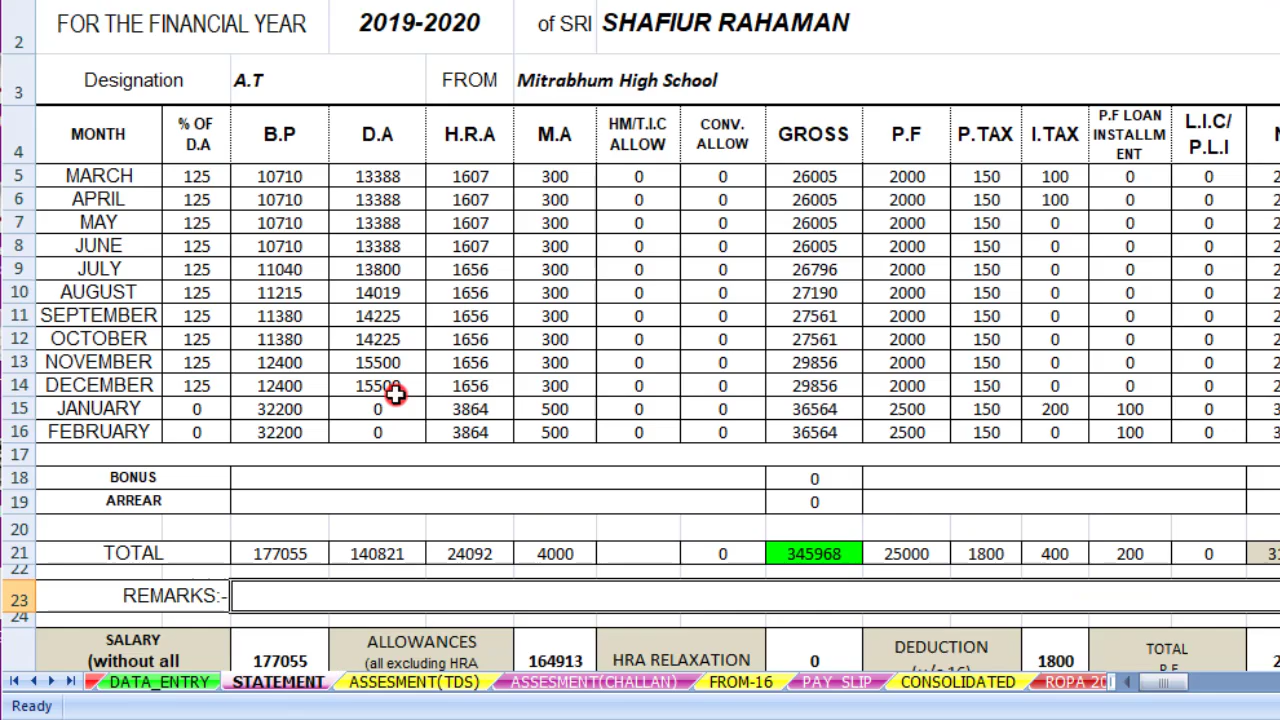 2 FOR THE FINANCIAL YEAR 2019-2020 of SRI SHAFIUR RAHAMAN
3 Designation A.T FROM Mitrabhum High School
4 MONTH % OF D.A B.P D.A H.R.A M.A HM/T.I.C ALLOW CONV. ALLOW GROSS P.F P.TAX I.TAX P.F LOAN INSTALLMENT L.I.C/ P.L.I
5 MARCH 125 10710 13388 1607 300 0 0 26005 2000 150 100 0 0
6 APRIL 125 10710 13388 1607 300 0 0 26005 2000 150 100 0 0
7 MAY 125 10710 13388 1607 300 0 0 26005 2000 150 0 0 0
8 JUNE 125 10710 13388 1607 300 0 0 26005 2000 150 0 0 0
9 JULY 125 11040 13800 1656 300 0 0 26796 2000 150 0 0 0
10 AUGUST 125 11215 14019 1656 300 0 0 27190 2000 150 0 0 0
11 SEPTEMBER 125 11380 14225 1656 300 0 0 27561 2000 150 0 0 0
12 OCTOBER 125 11380 14225 1656 300 0 0 27561 2000 150 0 0 0
13 NOVEMBER 125 12400 15500 1656 300 0 0 29856 2000 150 0 0 0
14 DECEMBER 125 12400 15500 1656 300 0 0 29856 2000 150 0 0 0
15 JANUARY 0 32200 0 3864 500 0 0 36564 2500 150 200 100 0
16 FEBRUARY 0 32200 0 3864 500 0 0 36564 2500 150 0 100 0
17
18 BONUS 0
19 ARREAR 0
20
21 TOTAL 177055 140821 24092 4000 0 345968 25000 1800 400 200 0
22
23 REMARKS:-
24
SALARY (without all 177055 ALLOWANCES (all excluding HRA 164913 HRA RELAXATION 0 DEDUCTION 1800 TOTAL P.F
DATA_ENTRY STATEMENT ASSESMENT(TDS) ASSESMENT(CHALLAN) FROM-16 PAY SLIP CONSOLIDATED ROPA
Ready